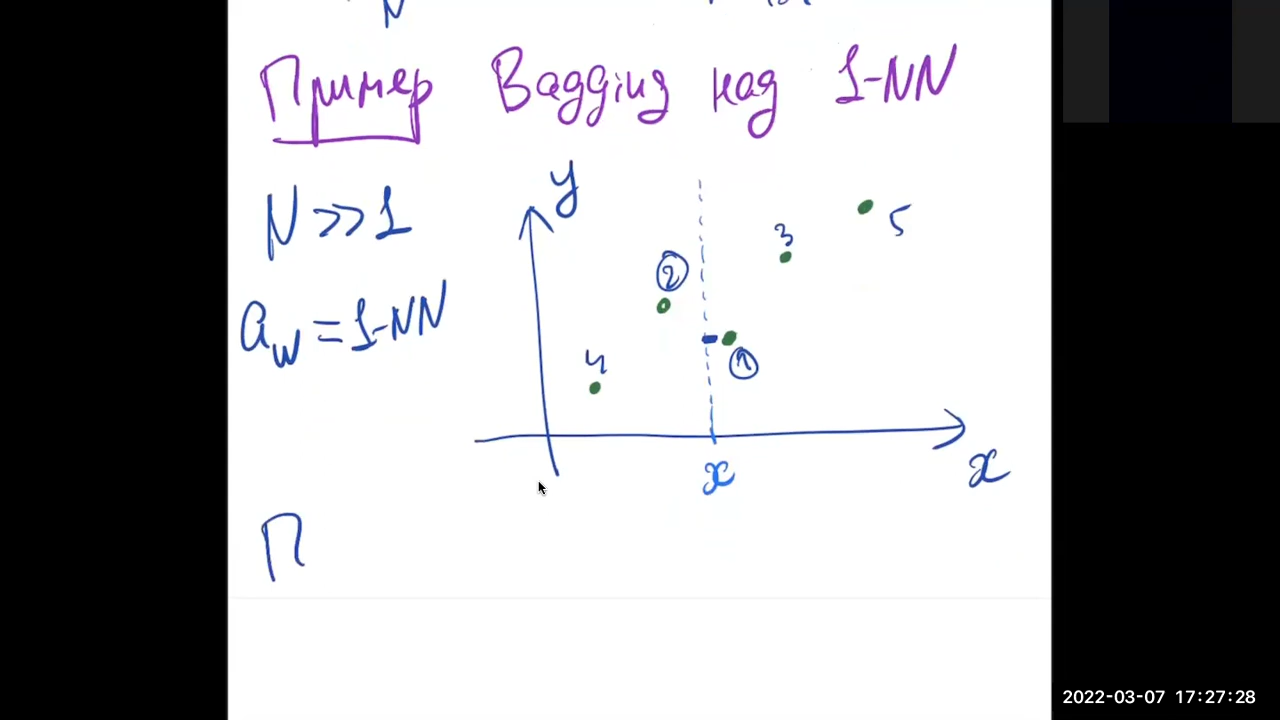 Пример Bagging над 1-NN
N >> 1
y
5
3
2
a_w = 1-NN
4
1
x
x
П
2022-03-07 17:27:28